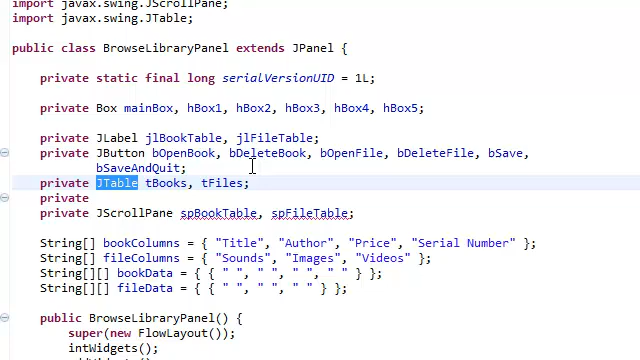 import javax.swing.JScrollPane;
import javax.swing.JTable;
public class BrowseLibraryPanel extends JPanel {
private static final long serialVersionUID = 1L;
private Box mainBox, hBox1, hBox2, hBox3, hBox4, hBox5;
private JLabel jlBookTable, jlFileTable;
private JButton bOpenBook, bDeleteBook, bOpenFile, bDeleteFile, bSave,
bSaveAndQuit;
private JTable tBooks, tFiles;
private
private JScrollPane spBookTable, spFileTable;
String[] bookColumns = { "Title", "Author", "Price", "Serial Number" };
String[] fileColumns = { "Sounds", "Images", "Videos" };
String[][] bookData = { { " ", " ", " ", " " } };
String[][] fileData = { { " ", " ", " " } };
public BrowseLibraryPanel() {
super(new FlowLayout());
intWidgets();